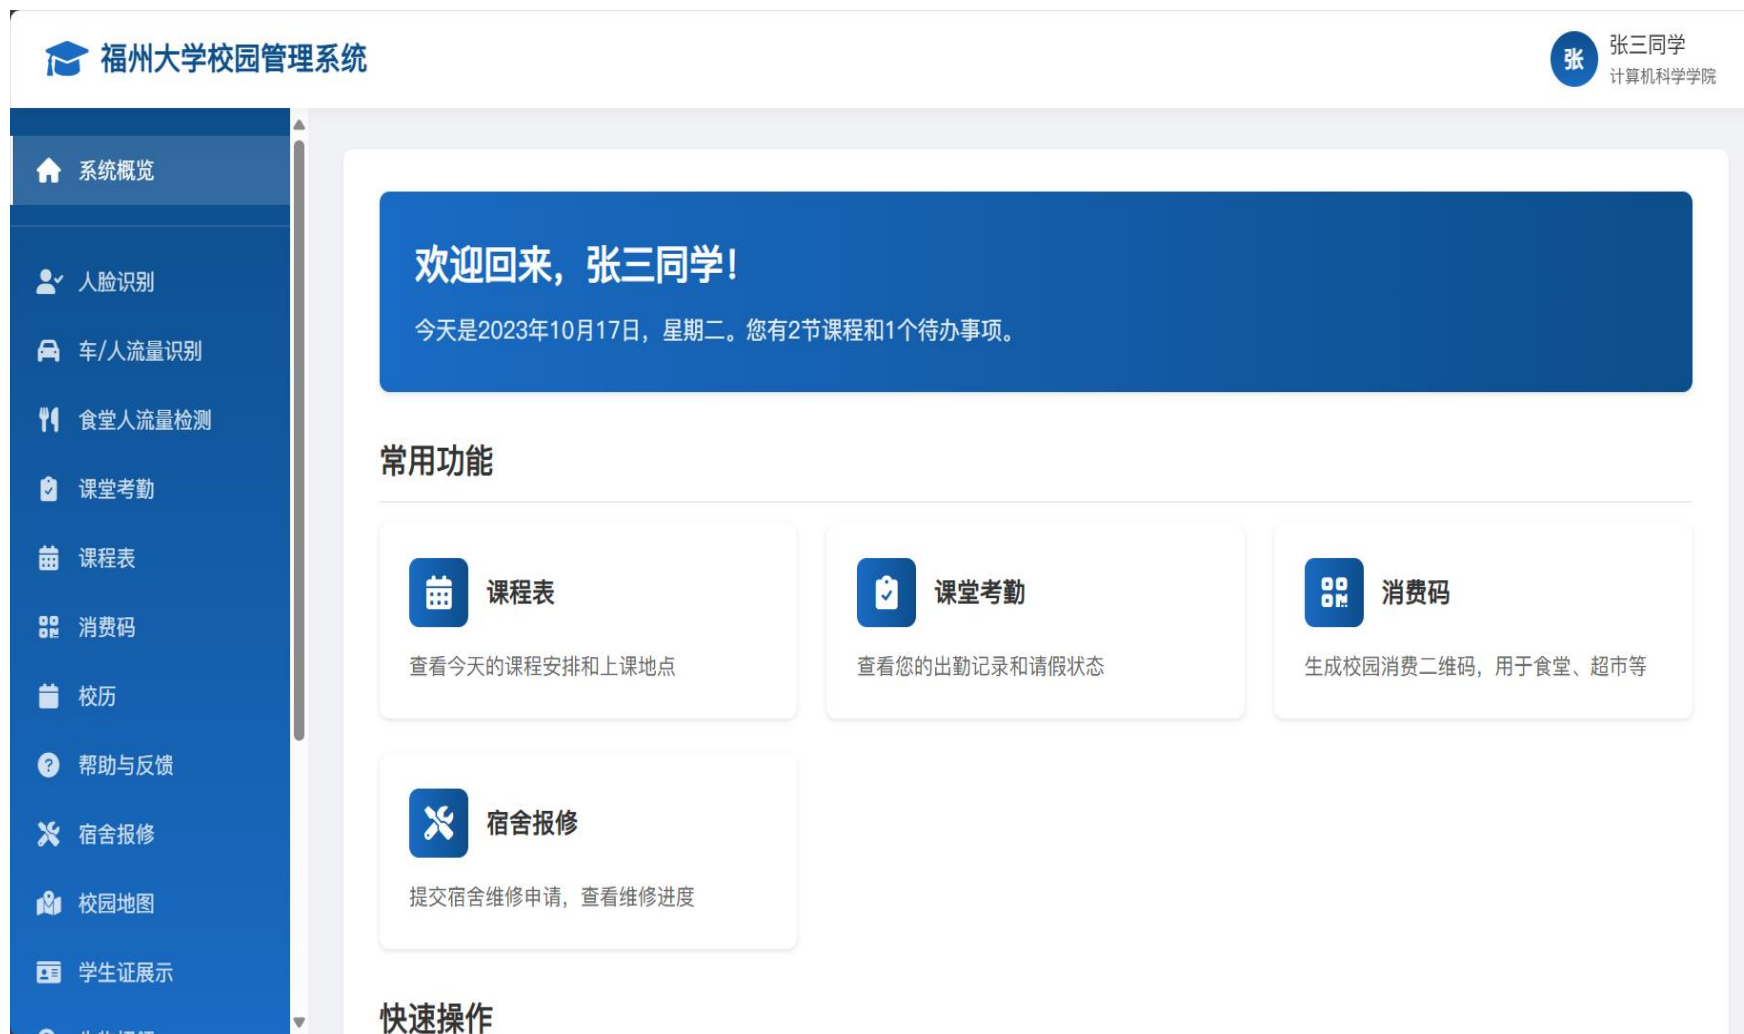 福州大学校园管理系统
张
张三同学
计算机科学学院
系统概览
人脸识别
车/人流量识别
食堂人流量检测
课堂考勤
课程表
消费码
校历
帮助与反馈
宿舍报修
校园地图
学生证展示
欢迎回来，张三同学！
今天是2023年10月17日，星期二。您有2节课程和1个待办事项。
常用功能
课程表
查看今天的课程安排和上课地点
课堂考勤
查看您的出勤记录和请假状态
消费码
生成校园消费二维码，用于食堂、超市等
宿舍报修
提交宿舍维修申请，查看维修进度
快速操作